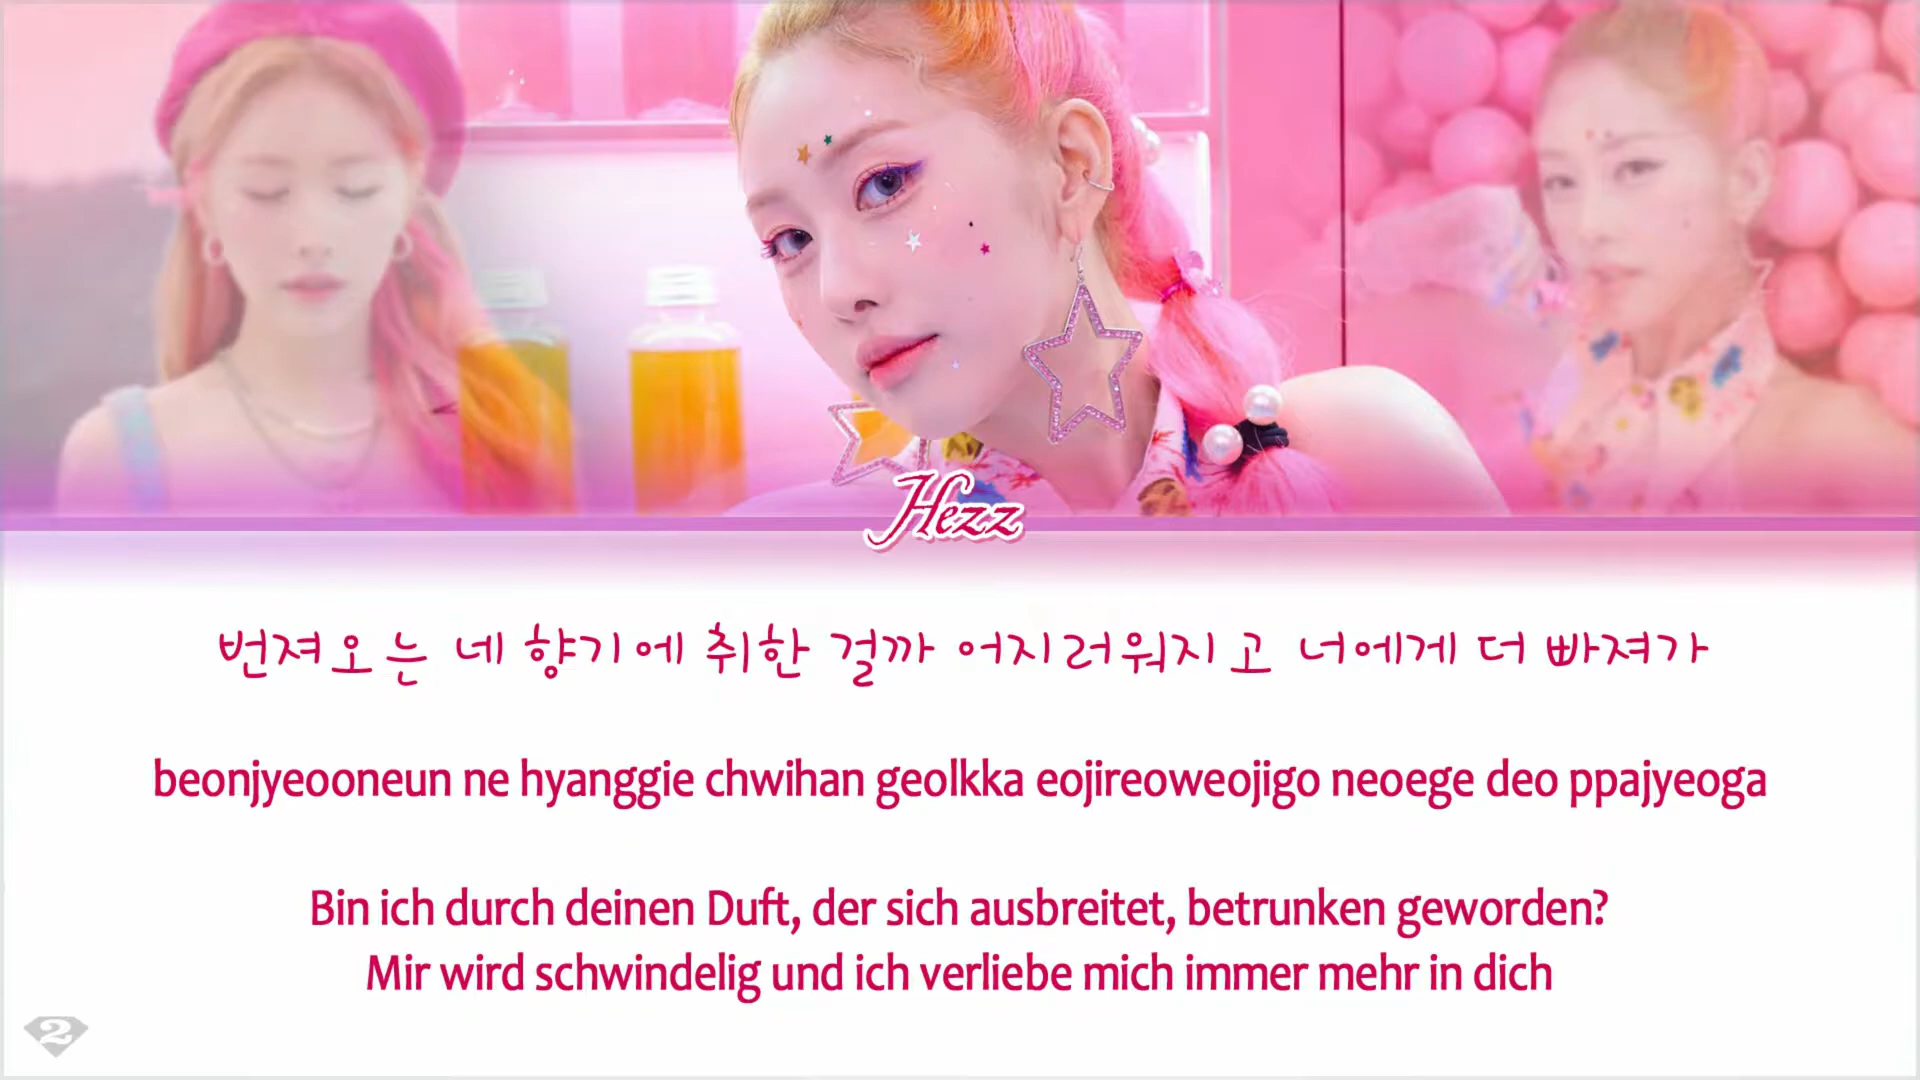 Hezz
번져오는 네 향기에 취한 걸까 어지러워지고 너에게 더 빠져가
beonjyeooneun ne hyanggie chwihan geolkka eojireoweojigo neoege deo ppajyeoga
Bin ich durch deinen Duft, der sich ausbreitet, betrunken geworden?
Mir wird schwindelig und ich verliebe mich immer mehr in dich
2